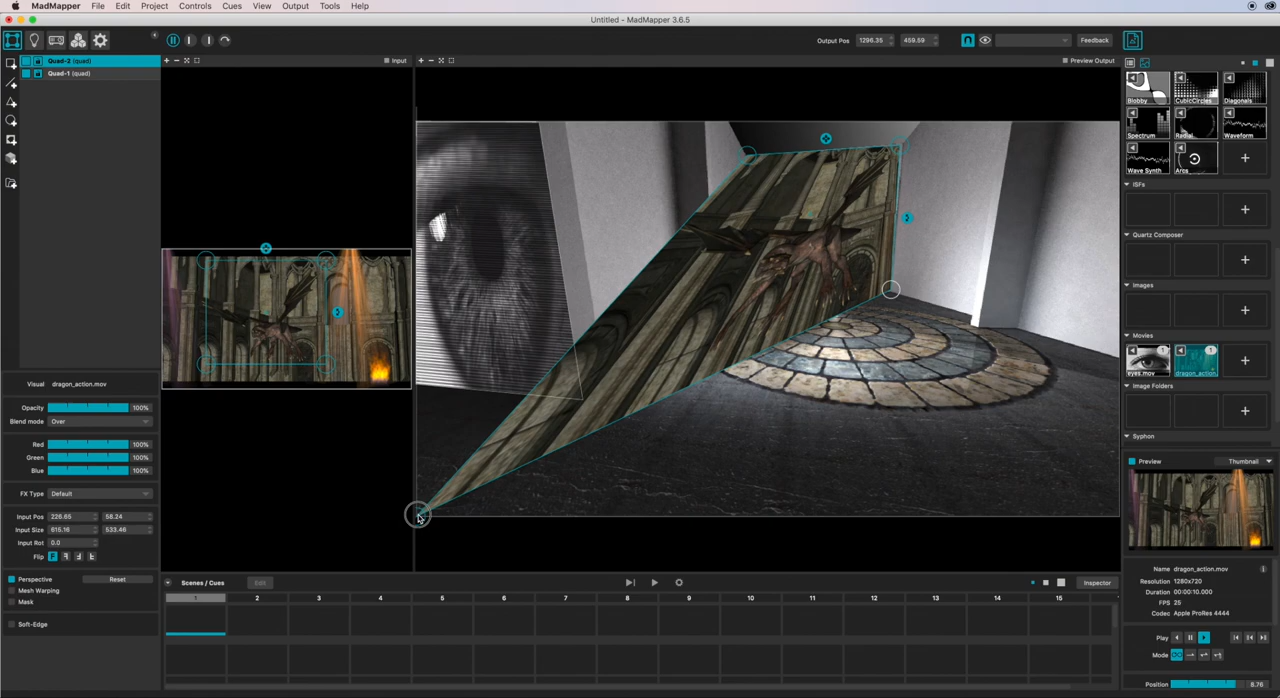 MadMapper File Edit Project Controls Cues View Output Tools Help
Untitled - MadMapper 3.6.5
Output Pos 1296.35 459.59 Feedback
Quad-2 (quad)
Quad-1 (quad)
Input
Preview Output
Blobby CubicCircles Diagonals
Spectrum Radial Waveform
Wave Synth Arcs
ISFs
Quartz Composer
Images
Movies
1 1
eyes.mov dragon_action.
Image Folders
Syphon
Visual dragon_action.mov
Opacity 100%
Blend mode Over
Red 100%
Green 100%
Blue 100%
FX Type Default
Input Pos 226.65 58.24
Input Size 615.16 533.46
Input Rot 0.0
Flip F
Perspective Reset
Mesh Warping
Mask
Soft-Edge
Scenes / Cues Edit Inspector
1 2 3 4 5 6 7 8 9 10 11 12 13 14 15
Preview Thumbnail
Name dragon_action.mov
Resolution 1280x720
Duration 00:00:10.000
FPS 25
Codec Apple ProRes 4444
Play
Mode
Position 8.76